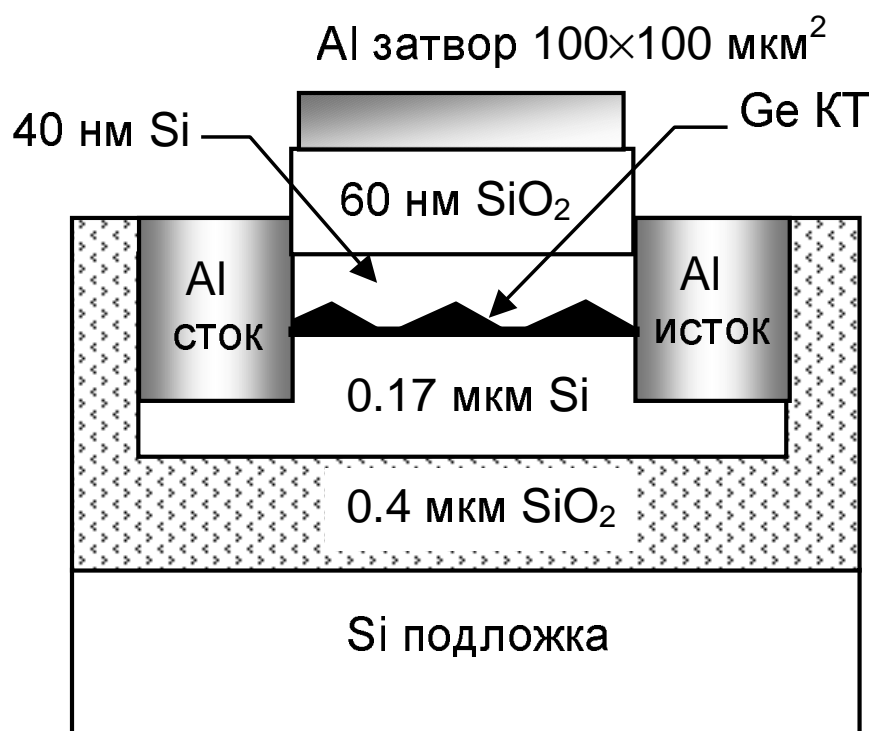 Al затвор 100×100 мкм²
40 нм Si
Ge КТ
60 нм SiO₂
Al
сток
Al
исток
0.17 мкм Si
0.4 мкм SiO₂
Si подложка